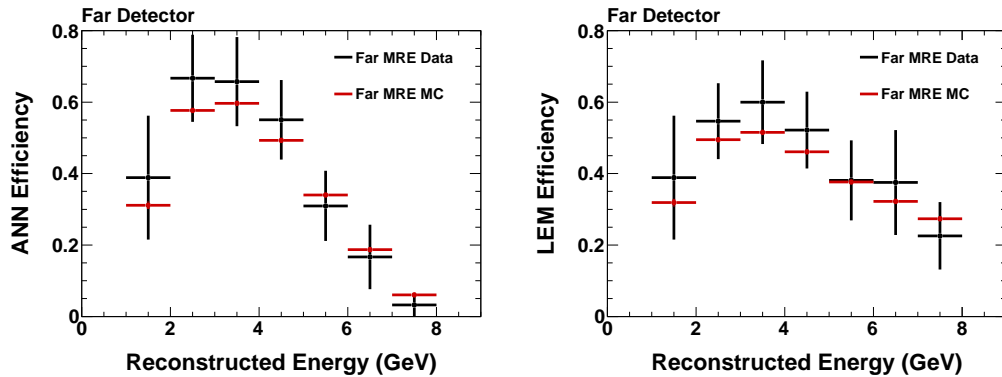 Far Detector
0.8
0.6
0.4
0.2
0
ANN Efficiency
Far MRE Data
Far MRE MC
0 2 4 6 8
Reconstructed Energy (GeV)
Far Detector
0.8
0.6
0.4
0.2
0
LEM Efficiency
Far MRE Data
Far MRE MC
0 2 4 6 8
Reconstructed Energy (GeV)